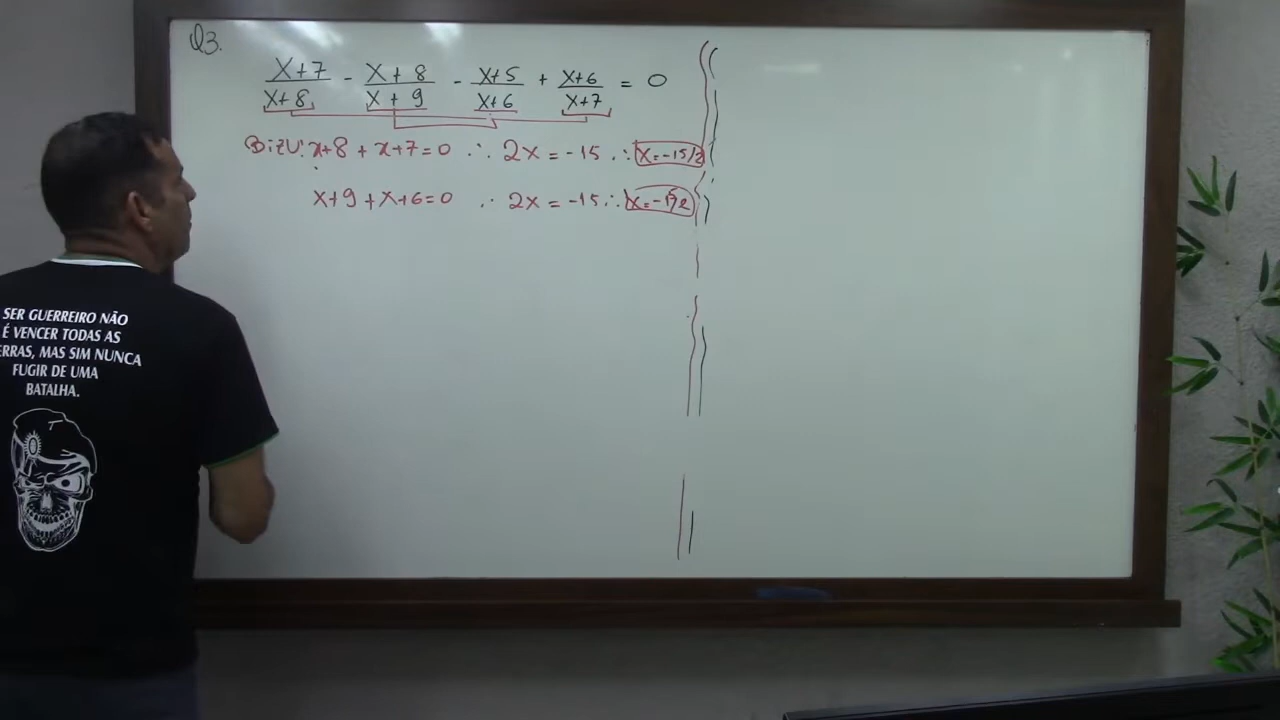 Q3.
x+7/x+8 - x+8/x+9 - x+5/x+6 + x+6/x+7 = 0
BIZU: x+8 + x+7=0 ∴ 2x = -15 ∴ x=-15/2
x+9 + x+6=0 ∴ 2x = -15 ∴ x=-15/2
SER GUERREIRO NÃO
É VENCER TODAS AS
ERRAS, MAS SIM NUNCA
FUGIR DE UMA
BATALHA.